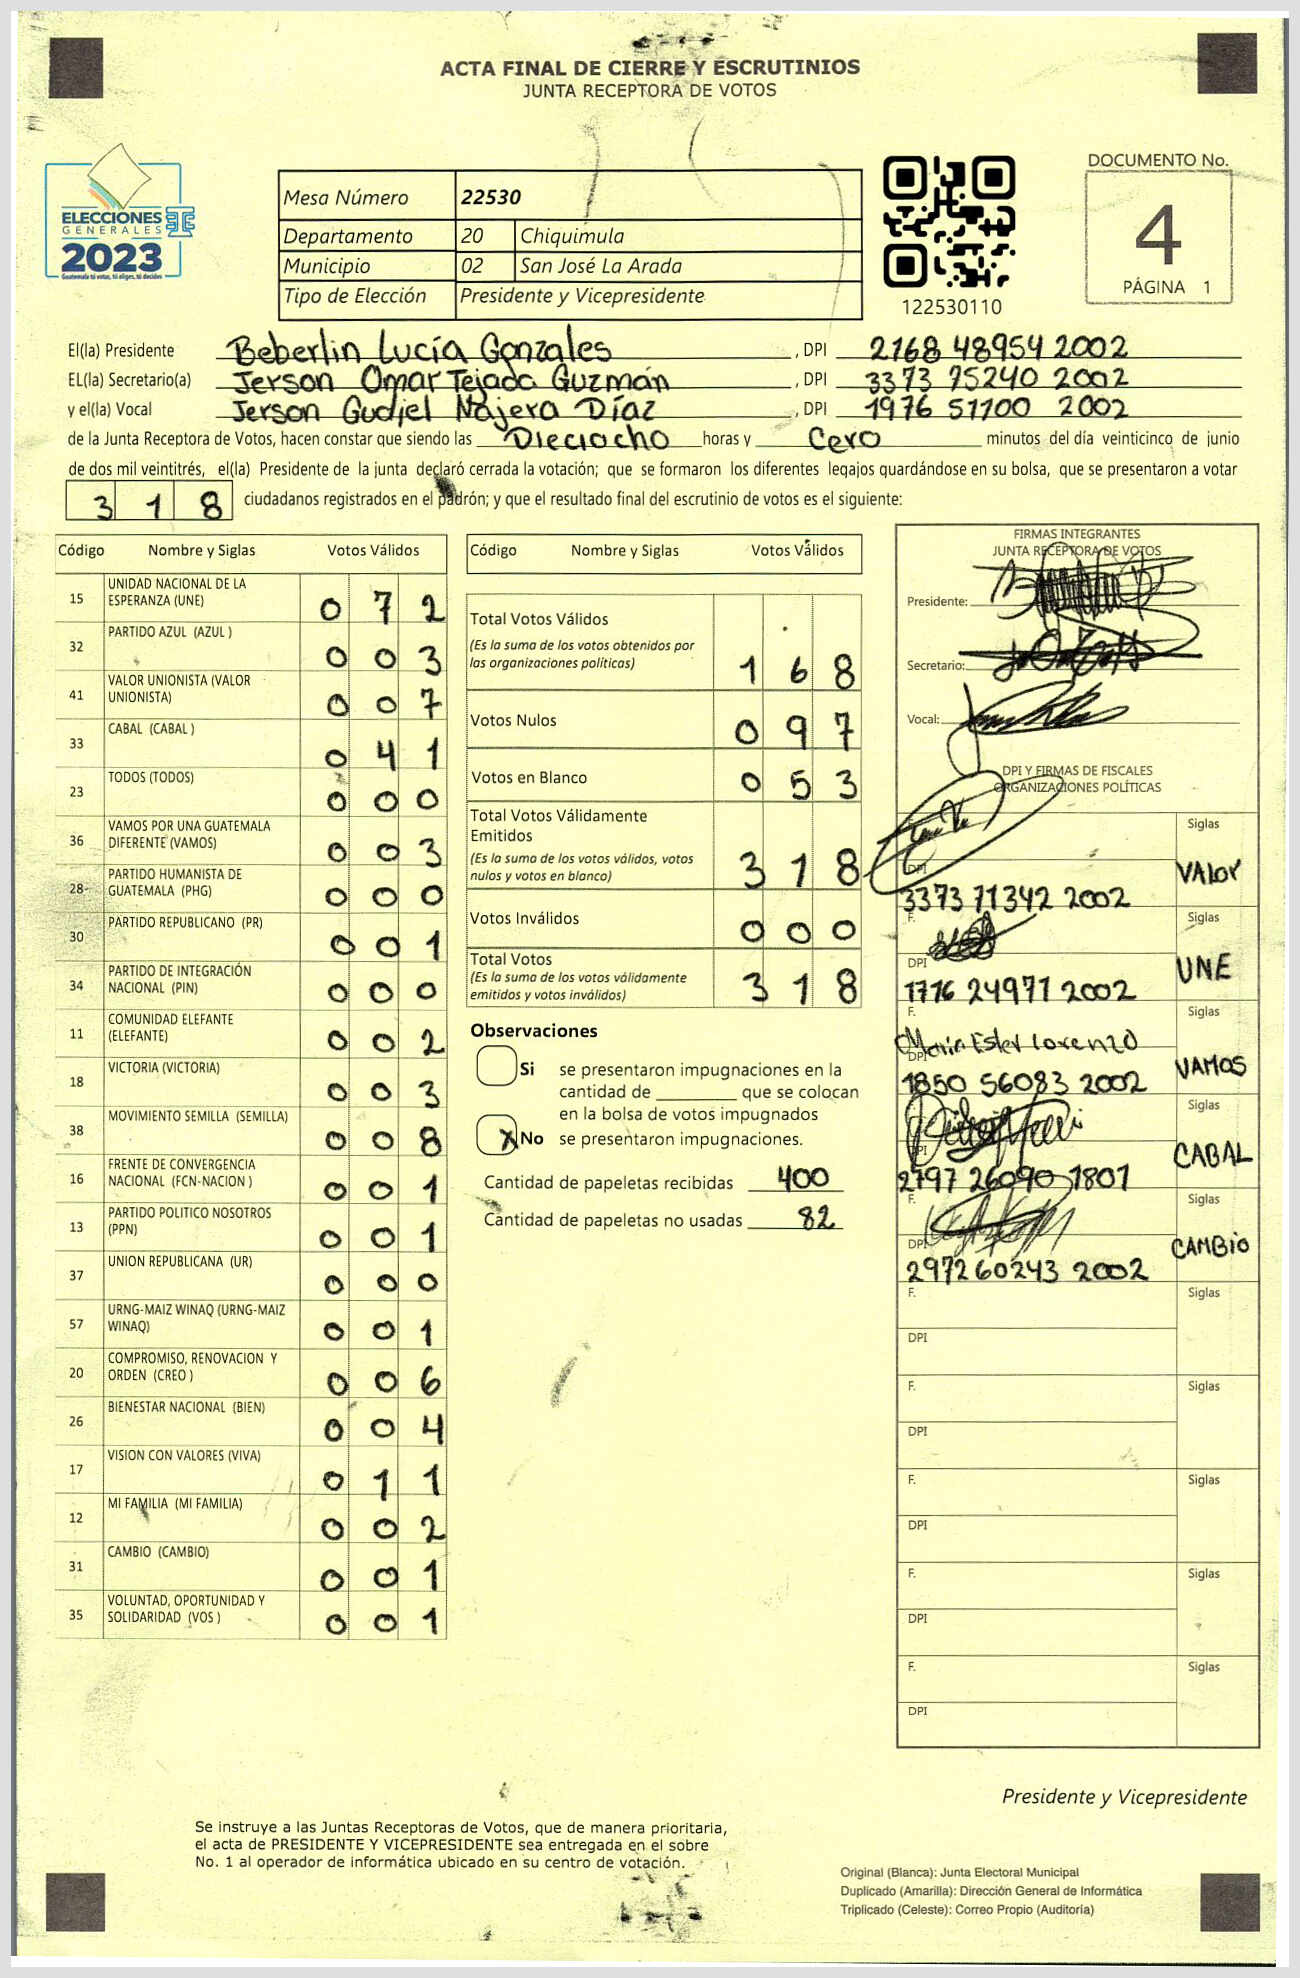 ACTA FINAL DE CIERRE Y ESCRUTINIOS
JUNTA RECEPTORA DE VOTOS
ELECCIONES
GENERALES
2023
Guatemala tú votas, tú eliges, tú decides
Mesa Número 22530
Departamento 20 Chiquimula
Municipio 02 San José La Arada
Tipo de Elección Presidente y Vicepresidente
122530110
DOCUMENTO No.
4
PÁGINA 1
El(la) Presidente Beberlin Lucía Gonzales, DPI 2168 48954 2002
EL(la) Secretario(a) Jerson Omar Tejada Guzmán, DPI 3373 75240 2002
y el(la) Vocal Jerson Gudiel Najera Díaz, DPI 1976 51700 2002
de la Junta Receptora de Votos, hacen constar que siendo las Dieciocho horas y Cero minutos del día veinticinco de junio
de dos mil veintitrés, el(la) Presidente de la junta declaró cerrada la votación; que se formaron los diferentes legajos quardándose en su bolsa, que se presentaron a votar
3 1 8 ciudadanos registrados en el padrón; y que el resultado final del escrutinio de votos es el siguiente:
Código Nombre y Siglas Votos Válidos
15 UNIDAD NACIONAL DE LA
ESPERANZA (UNE) 0 7 2
32 PARTIDO AZUL (AZUL ) 0 0 3
41 VALOR UNIONISTA (VALOR
UNIONISTA) 0 0 7
33 CABAL (CABAL ) 0 4 1
23 TODOS (TODOS) 0 0 0
36 VAMOS POR UNA GUATEMALA
DIFERENTE (VAMOS) 0 0 3
28 PARTIDO HUMANISTA DE
GUATEMALA (PHG) 0 0 0
30 PARTIDO REPUBLICANO (PR) 0 0 1
34 PARTIDO DE INTEGRACIÓN
NACIONAL (PIN) 0 0 0
11 COMUNIDAD ELEFANTE
(ELEFANTE) 0 0 2
18 VICTORIA (VICTORIA) 0 0 3
38 MOVIMIENTO SEMILLA (SEMILLA) 0 0 8
16 FRENTE DE CONVERGENCIA
NACIONAL (FCN-NACION ) 0 0 1
13 PARTIDO POLITICO NOSOTROS
(PPN) 0 0 1
37 UNION REPUBLICANA (UR) 0 0 0
57 URNG-MAIZ WINAQ (URNG-MAIZ
WINAQ) 0 0 1
20 COMPROMISO, RENOVACION Y
ORDEN (CREO ) 0 0 6
26 BIENESTAR NACIONAL (BIEN) 0 0 4
17 VISION CON VALORES (VIVA) 0 1 1
12 MI FAMILIA (MI FAMILIA) 0 0 2
31 CAMBIO (CAMBIO) 0 0 1
35 VOLUNTAD, OPORTUNIDAD Y
SOLIDARIDAD (VOS ) 0 0 1
Código Nombre y Siglas Votos Válidos
Total Votos Válidos
(Es la suma de los votos obtenidos por
las organizaciones políticas) 1 6 8
Votos Nulos 0 9 7
Votos en Blanco 0 5 3
Total Votos Válidamente
Emitidos
(Es la suma de los votos válidos, votos
nulos y votos en blanco) 3 1 8
Votos Inválidos 0 0 0
Total Votos
(Es la suma de los votos válidamente
emitidos y votos inválidos) 3 1 8
Observaciones
Si se presentaron impugnaciones en la
cantidad de ________ que se colocan
en la bolsa de votos impugnados
X No se presentaron impugnaciones.
Cantidad de papeletas recibidas 400
Cantidad de papeletas no usadas 82
FIRMAS INTEGRANTES
JUNTA RECEPTORA DE VOTOS
Presidente:
Secretario:
Vocal:
DPI Y FIRMAS DE FISCALES
ORGANIZACIONES POLÍTICAS
Siglas
DPI VALOR
3373 71342 2002
F. Siglas
DPI UNE
1776 24971 2002
F. Siglas
Maria Ester Lorenzo
DPI VAMOS
1850 56083 2002
Siglas
DPI CABAL
2797 26090 1801
F. Siglas
DPI CAMBIO
2972 60243 2002
F. Siglas
DPI
F. Siglas
DPI
F. Siglas
DPI
F. Siglas
DPI
F. Siglas
DPI
Presidente y Vicepresidente
Se instruye a las Juntas Receptoras de Votos, que de manera prioritaria,
el acta de PRESIDENTE Y VICEPRESIDENTE sea entregada en el sobre
No. 1 al operador de informática ubicado en su centro de votación.
Original (Blanca): Junta Electoral Municipal
Duplicado (Amarilla): Dirección General de Informática
Triplicado (Celeste): Correo Propio (Auditoría)